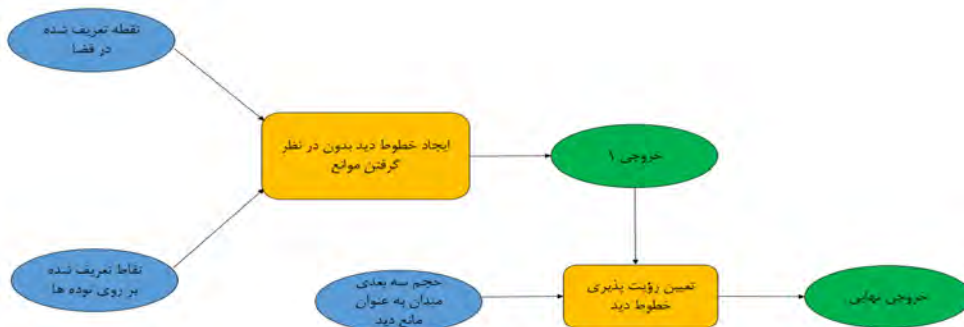 نقطه تعریف شده
در فضا
ایجاد خطوط دید بدون در نظر
گرفتن موانع
خروجی ۱
نقاط تعریف شده
بر روی توده ها
حجم سه بعدی
میدان به عنوان
مانع دید
تعیین رؤیت پذیری
خطوط دید
خروجی نهایی